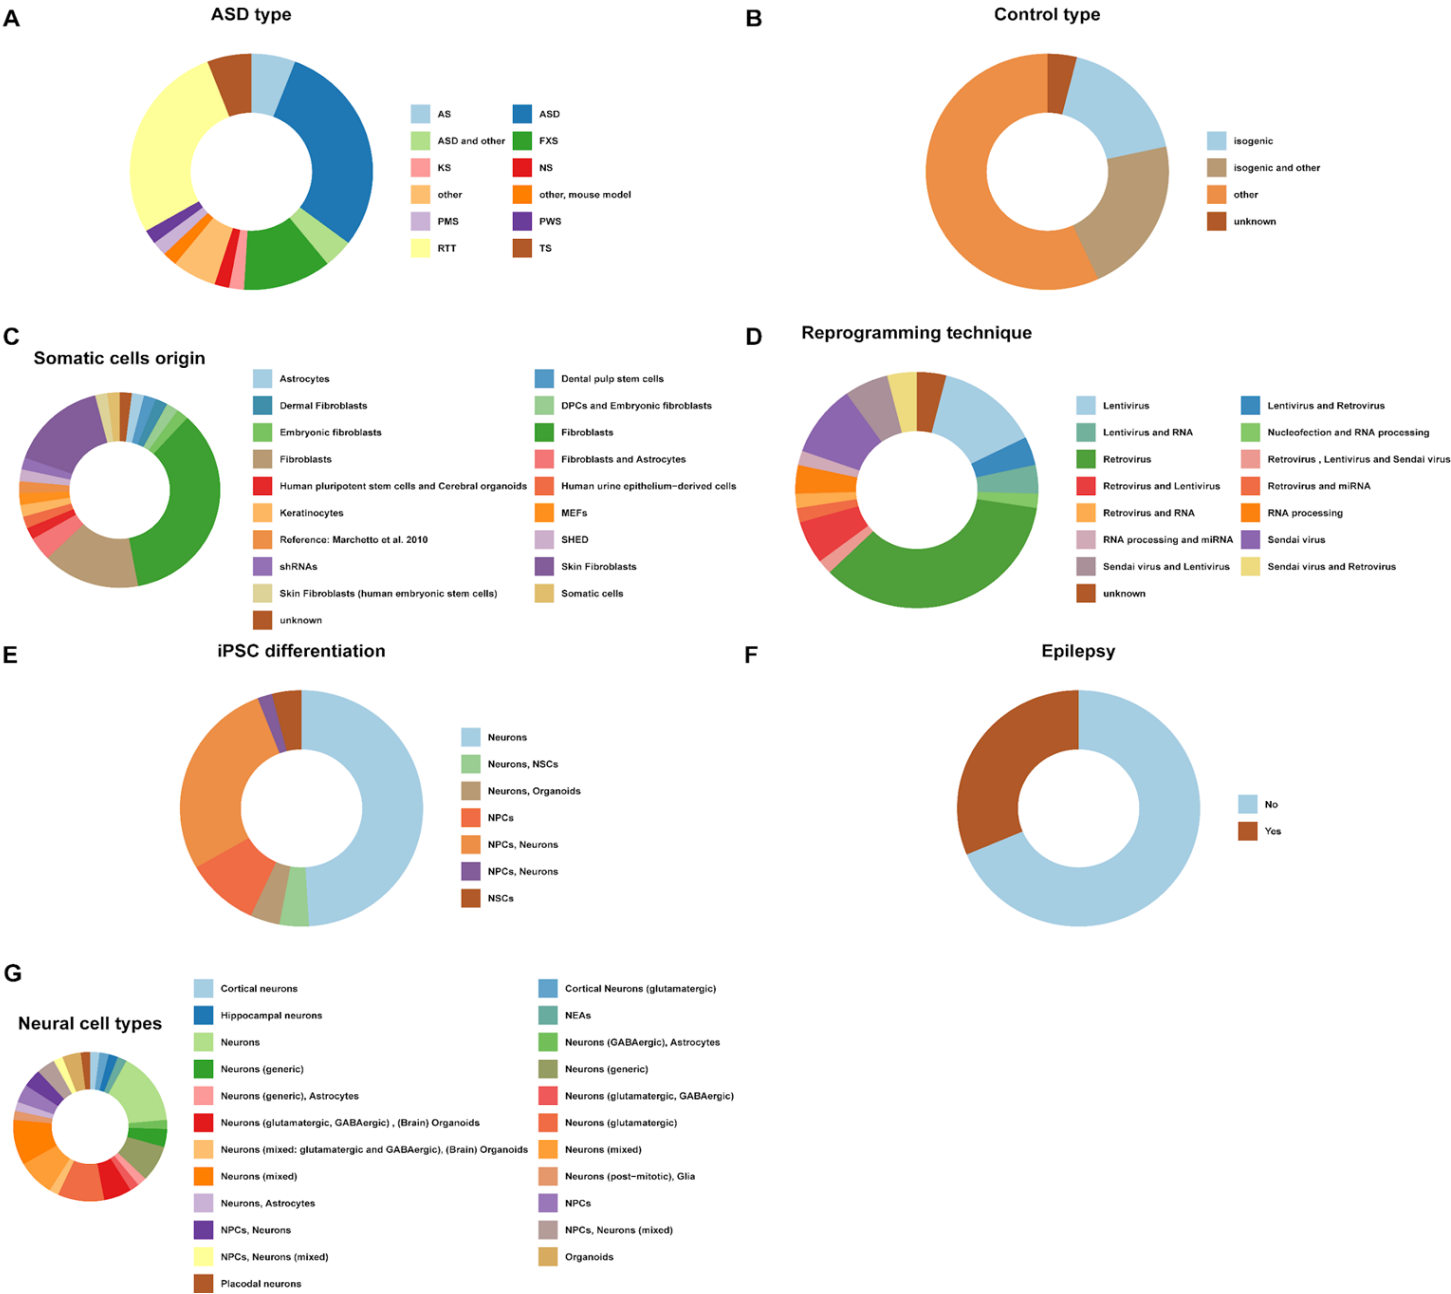 A
ASD type
AS
ASD
ASD and other
FXS
KS
NS
other
other, mouse model
PMS
PWS
RTT
TS
B
Control type
isogenic
isogenic and other
other
unknown
C
Somatic cells origin
Astrocytes
Dental pulp stem cells
Dermal Fibroblasts
DPCs and Embryonic fibroblasts
Embryonic fibroblasts
Fibroblasts
Fibroblasts
Fibroblasts and Astrocytes
Human pluripotent stem cells and Cerebral organoids
Human urine epithelium−derived cells
Keratinocytes
MEFs
Reference: Marchetto et al. 2010
SHED
shRNAs
Skin Fibroblasts
Skin Fibroblasts (human embryonic stem cells)
Somatic cells
unknown
D
Reprogramming technique
Lentivirus
Lentivirus and Retrovirus
Lentivirus and RNA
Nucleofection and RNA processing
Retrovirus
Retrovirus , Lentivirus and Sendai virus
Retrovirus and Lentivirus
Retrovirus and miRNA
Retrovirus and RNA
RNA processing
RNA processing and miRNA
Sendai virus
Sendai virus and Lentivirus
Sendai virus and Retrovirus
unknown
E
iPSC differentiation
Neurons
Neurons, NSCs
Neurons, Organoids
NPCs
NPCs, Neurons
NPCs, Neurons
NSCs
F
Epilepsy
No
Yes
G
Neural cell types
Cortical neurons
Cortical Neurons (glutamatergic)
Hippocampal neurons
NEAs
Neurons
Neurons (GABAergic), Astrocytes
Neurons (generic)
Neurons (generic)
Neurons (generic), Astrocytes
Neurons (glutamatergic, GABAergic)
Neurons (glutamatergic, GABAergic) , (Brain) Organoids
Neurons (glutamatergic)
Neurons (mixed: glutamatergic and GABAergic), (Brain) Organoids
Neurons (mixed)
Neurons (mixed)
Neurons (post−mitotic), Glia
Neurons, Astrocytes
NPCs
NPCs, Neurons
NPCs, Neurons (mixed)
NPCs, Neurons (mixed)
Organoids
Placodal neurons